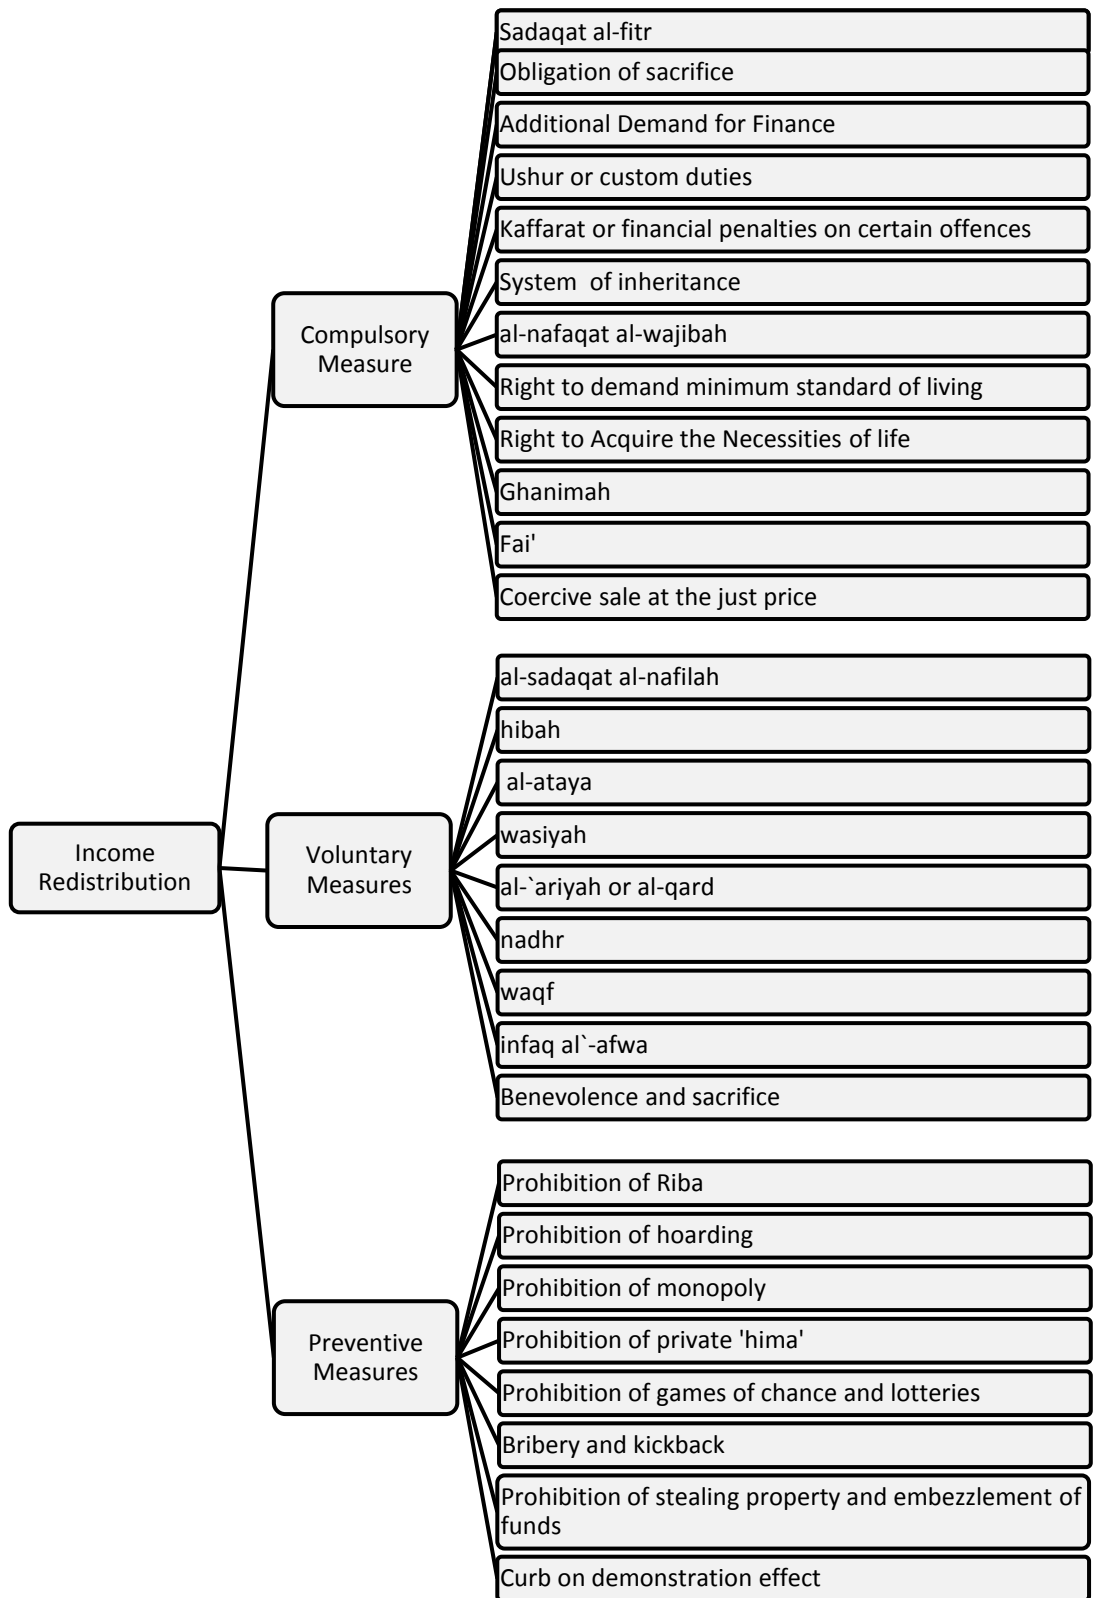 Sadaqat al-fitr
Obligation of sacrifice
Additional Demand for Finance
Ushur or custom duties
Kaffarat or financial penalties on certain offences
System  of inheritance
Compulsory
Measure
al-nafaqat al-wajibah
Right to demand minimum standard of living
Right to Acquire the Necessities of life
Ghanimah
Fai'
Coercive sale at the just price
al-sadaqat al-nafilah
hibah
al-ataya
wasiyah
Income
Redistribution
Voluntary
Measures
al-`ariyah or al-qard
nadhr
waqf
infaq al`-afwa
Benevolence and sacrifice
Prohibition of Riba
Prohibition of hoarding
Prohibition of monopoly
Prohibition of private 'hima'
Preventive
Measures
Prohibition of games of chance and lotteries
Bribery and kickback
Prohibition of stealing property and embezzlement of
funds
Curb on demonstration effect